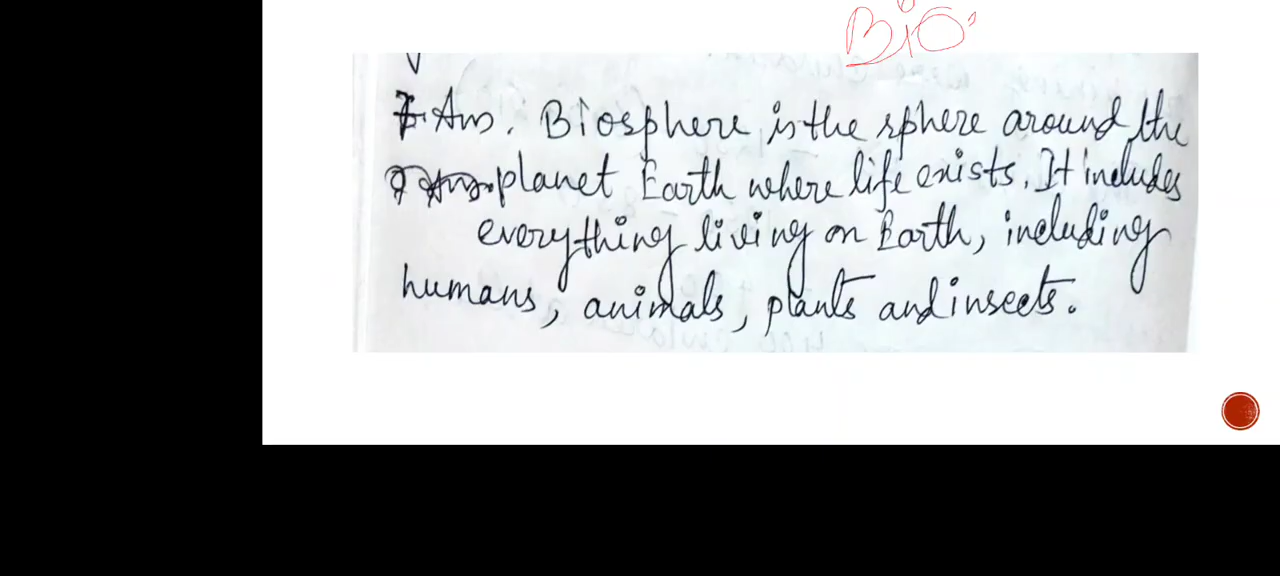 Bio
7. Ans. Biosphere is the sphere around the
planet Earth where life exists. It includes
everything living on Earth, including
humans, animals, plants and insects.